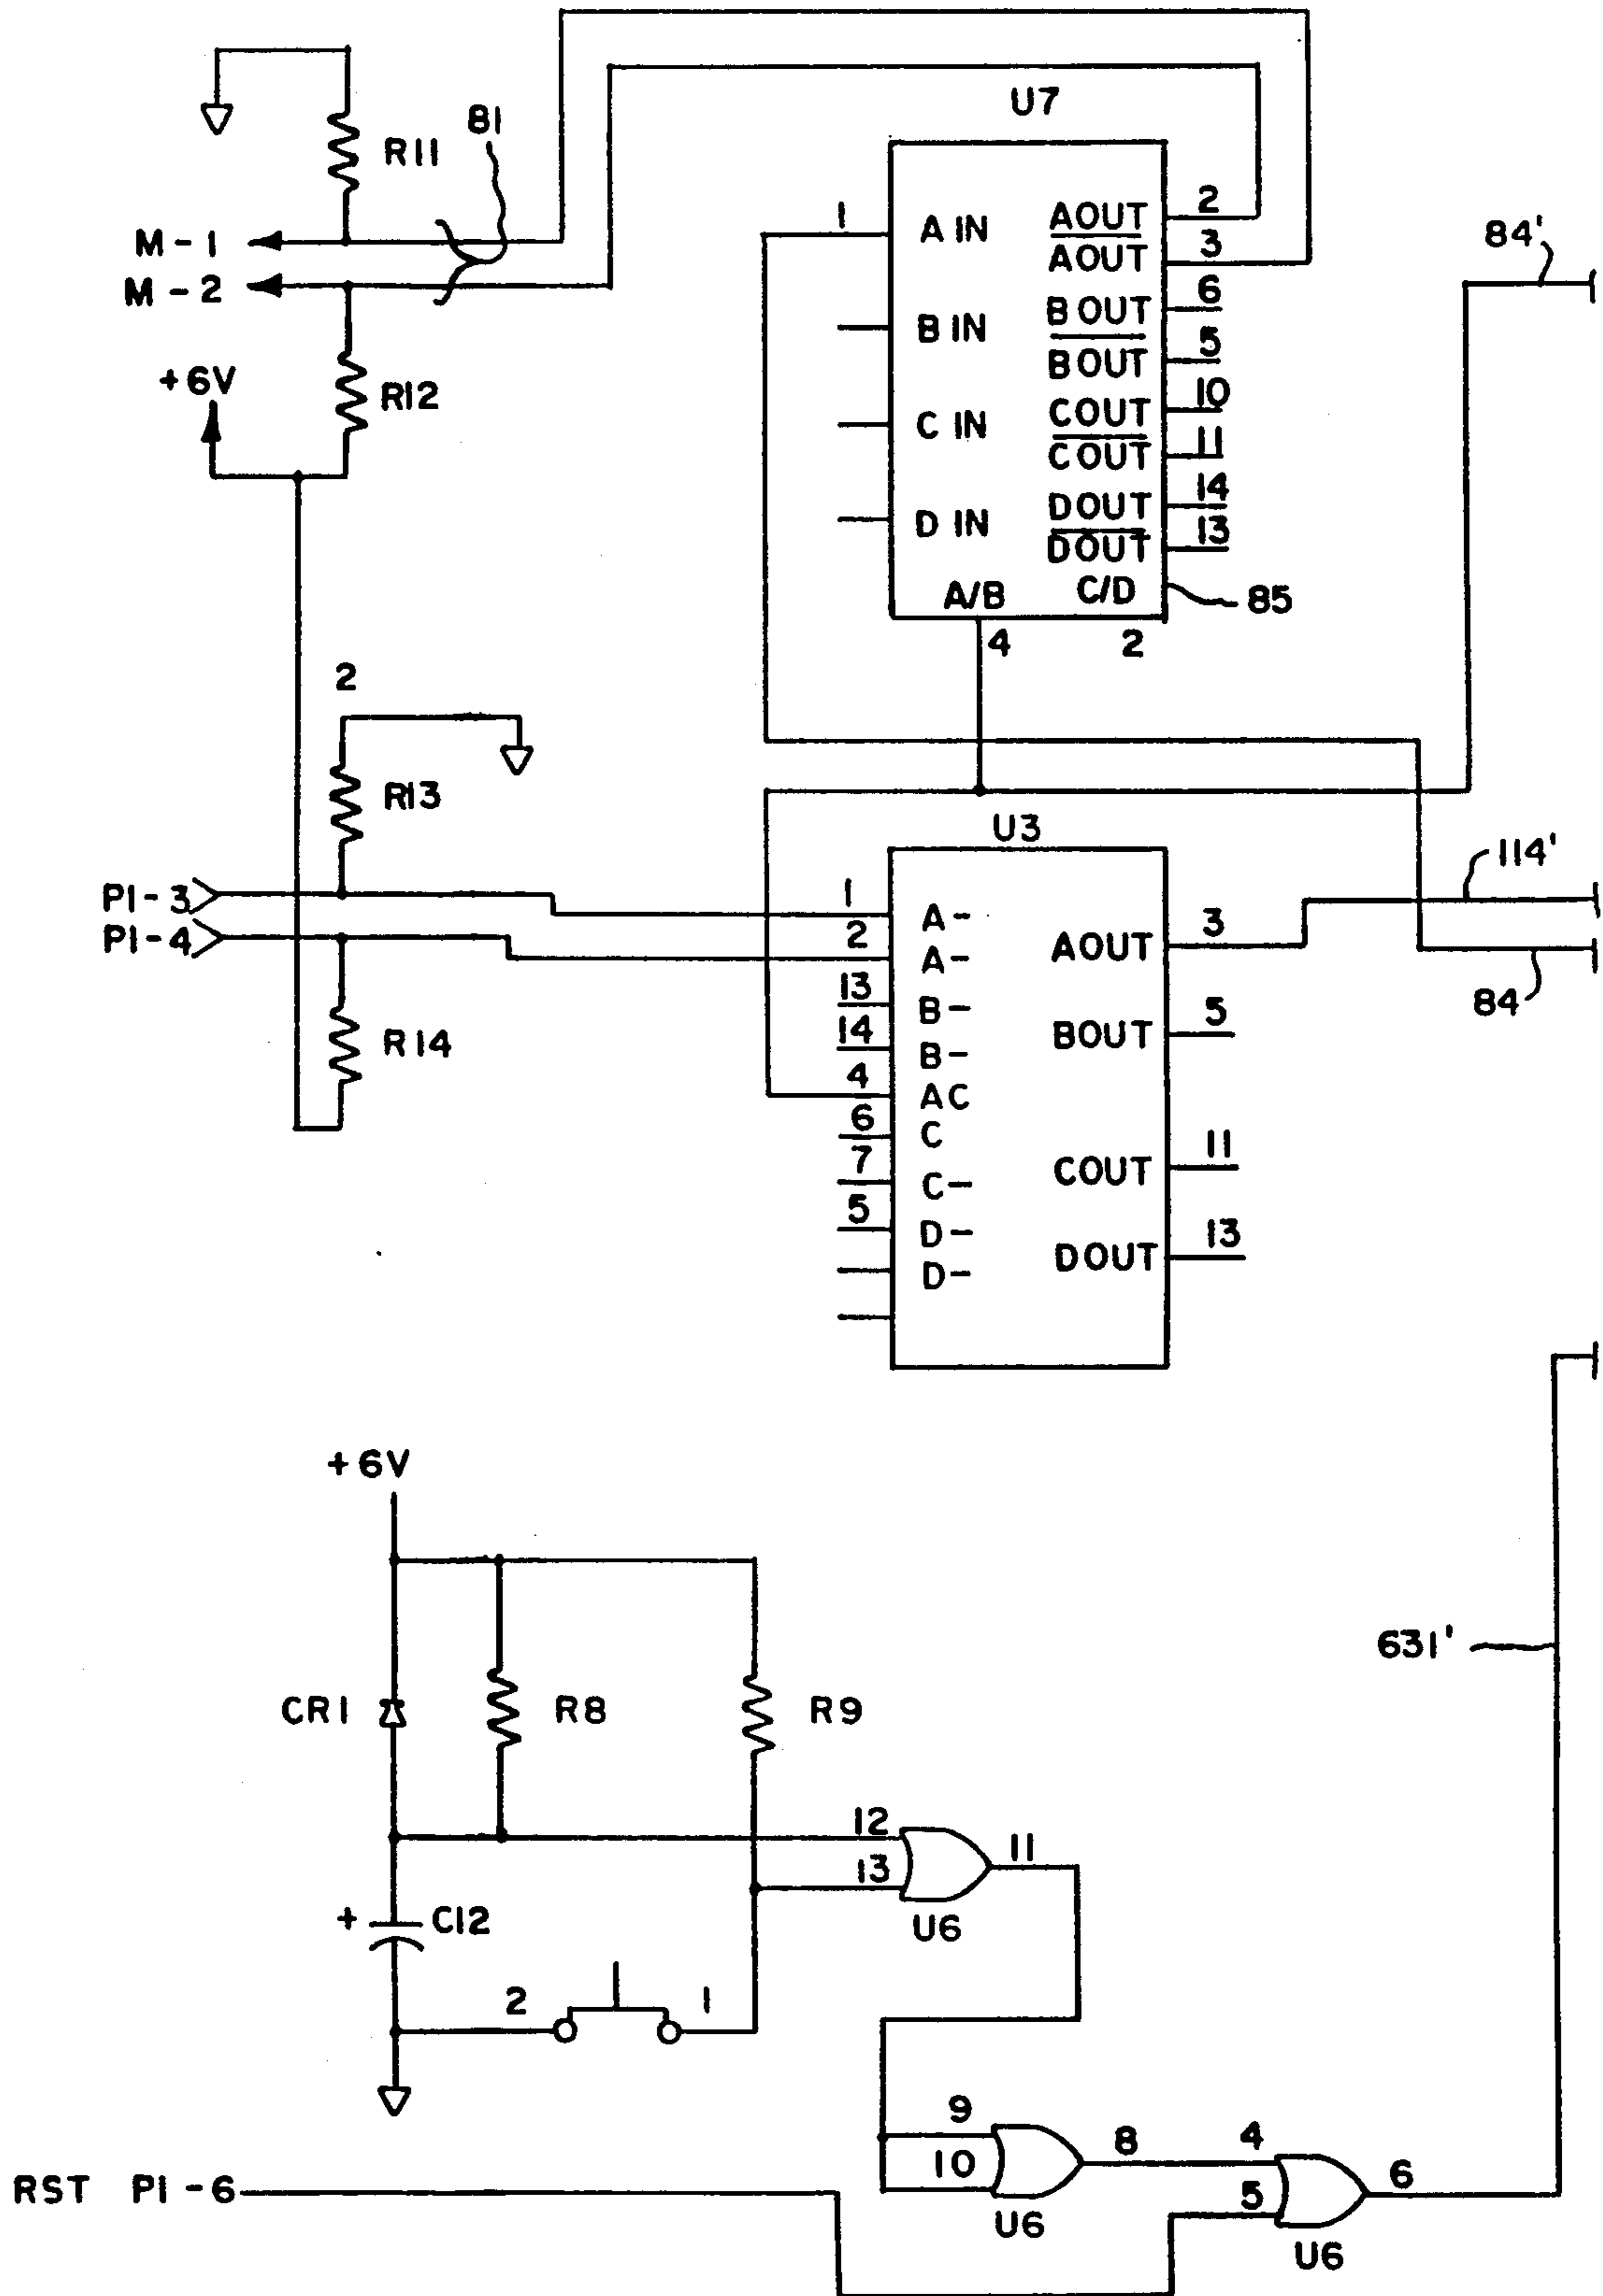 U7
81
R11
M-1
M-2
+6V
R12
1
A IN
B IN
C IN
D IN
AOUT
AOUT
BOUT
BOUT
COUT
COUT
DOUT
DOUT
2
3
6
5
10
11
14
13
A/B
C/D
85
4
2
84'
2
R13
U3
P1-3
P1-4
R14
1
2
13
14
4
6
7
5
A-
A-
B-
B-
AC
C
C-
D-
D-
AOUT
BOUT
COUT
DOUT
3
5
11
13
114'
84
+6V
CR1
R8
R9
631'
12
13
11
U6
+
C12
2
1
9
10
8
U6
4
5
6
U6
RST P1-6